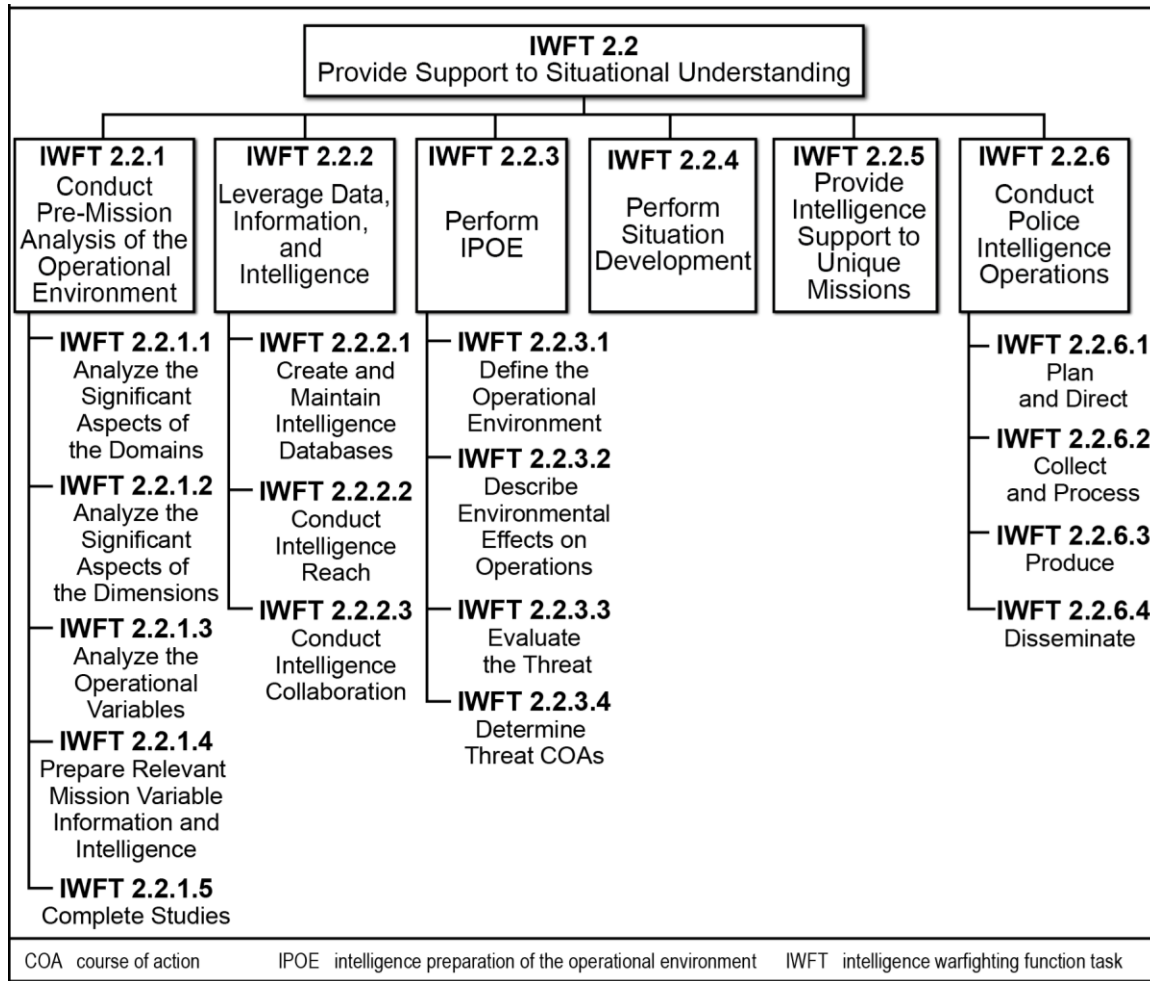 IWFT 2.2
Provide Support to Situational Understanding
IWFT 2.2.1
Conduct
Pre-Mission
Analysis of the
Operational
Environment
IWFT 2.2.1.1
Analyze the
Significant
Aspects of
the Domains
IWFT 2.2.1.2
Analyze the
Significant
Aspects of
the Dimensions
IWFT 2.2.1.3
Analyze the
Operational
Variables
IWFT 2.2.1.4
Prepare Relevant
Mission Variable
Information and
Intelligence
IWFT 2.2.1.5
Complete Studies
IWFT 2.2.2
Leverage Data,
Information,
and
Intelligence
IWFT 2.2.2.1
Create and
Maintain
Intelligence
Databases
IWFT 2.2.2.2
Conduct
Intelligence
Reach
IWFT 2.2.2.3
Conduct
Intelligence
Collaboration
IWFT 2.2.3
Perform
IPOE
IWFT 2.2.3.1
Define the
Operational
Environment
IWFT 2.2.3.2
Describe
Environmental
Effects on
Operations
IWFT 2.2.3.3
Evaluate
the Threat
IWFT 2.2.3.4
Determine
Threat COAs
IWFT 2.2.4
Perform
Situation
Development
IWFT 2.2.5
Provide
Intelligence
Support to
Unique
Missions
IWFT 2.2.6
Conduct
Police
Intelligence
Operations
IWFT 2.2.6.1
Plan
and Direct
IWFT 2.2.6.2
Collect
and Process
IWFT 2.2.6.3
Produce
IWFT 2.2.6.4
Disseminate
COA course of action IPOE intelligence preparation of the operational environment IWFT intelligence warfighting function task